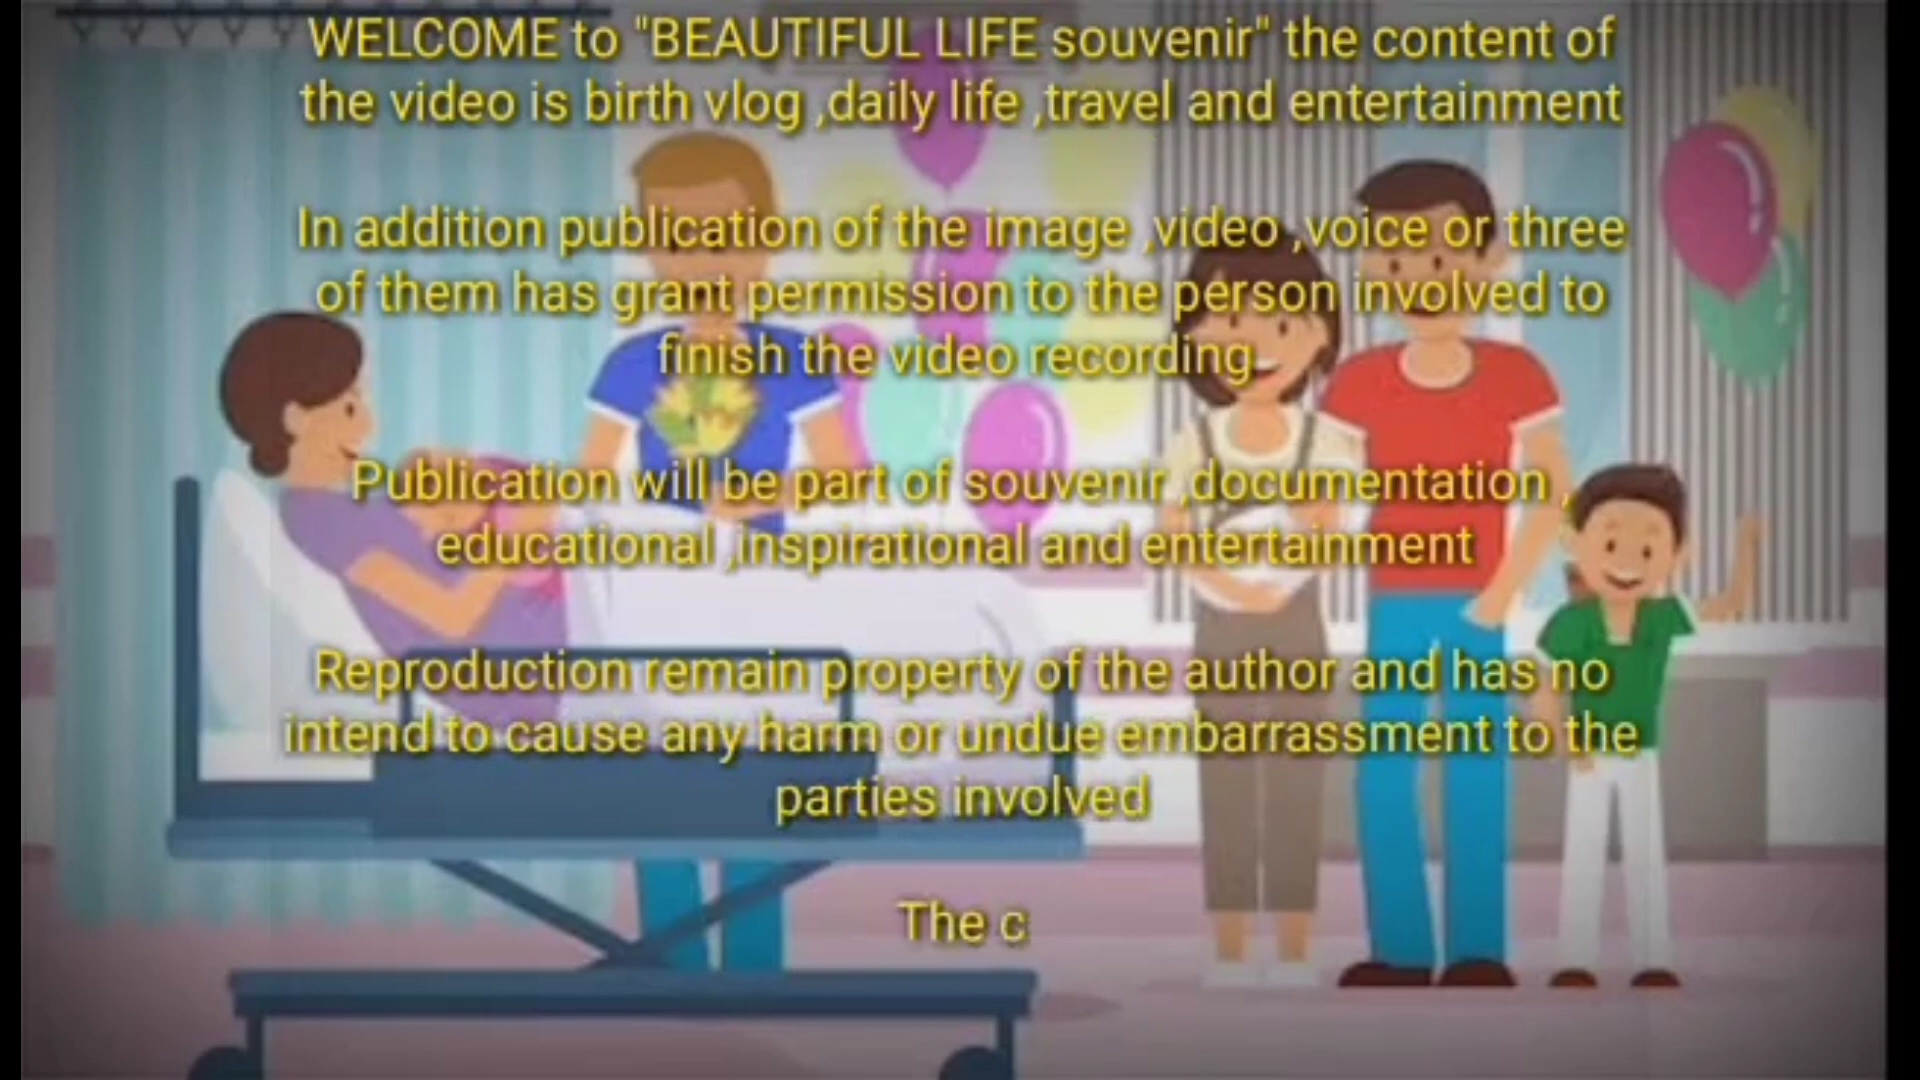 WELCOME to "BEAUTIFUL LIFE souvenir" the content of
the video is birth vlog ,daily life ,travel and entertainment
In addition publication of the image ,video ,voice or three
of them has grant permission to the person involved to
finish the video recording
Publication will be part of souvenir ,documentation ,
educational ,inspirational and entertainment
Reproduction remain property of the author and has no
intend to cause any harm or undue embarrassment to the
parties involved
The c